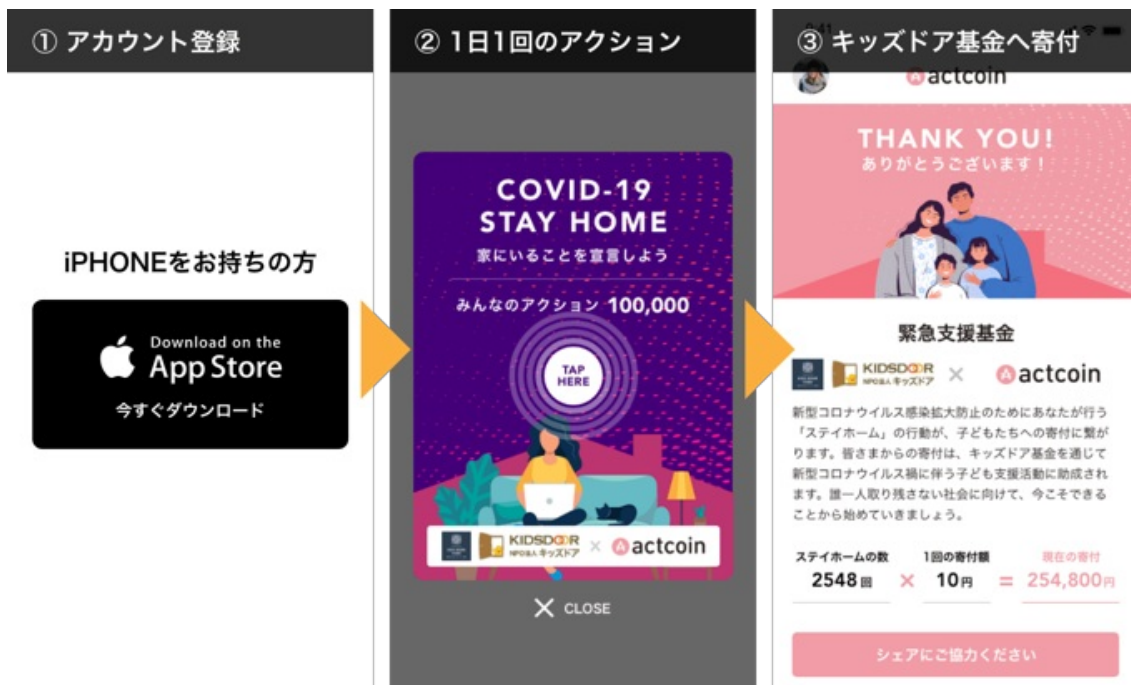 ① アカウント登録
iPHONEをお持ちの方
Download on the
App Store
今すぐダウンロード
② 1日1回のアクション
COVID-19
STAY HOME
家にいることを宣言しよう
みんなのアクション 100,000
TAP
HERE
KIDSDOOR
NPO法人 キッズドア
× actcoin
CLOSE
③ キッズドア基金へ寄付
actcoin
THANK YOU!
ありがとうございます！
緊急支援基金
KIDSDOOR
NPO法人 キッズドア
× actcoin
新型コロナウイルス感染拡大防止のためにあなたが行う
「ステイホーム」の行動が、子どもたちへの寄付に繋が
ります。皆さまからの寄付は、キッズドア基金を通じて
新型コロナウイルス禍に伴う子ども支援活動に助成され
ます。誰一人取り残さない社会に向けて、今こそできる
ことから始めていきましょう。
ステイホームの数 1回の寄付額 現在の寄付
2548回 × 10円 = 254,800円
シェアにご協力ください